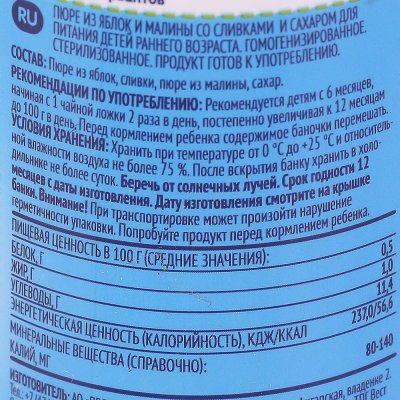 RU
ПЮРЕ ИЗ ЯБЛОК И МАЛИНЫ СО СЛИВКАМИ И САХАРОМ ДЛЯ
ПИТАНИЯ ДЕТЕЙ РАННЕГО ВОЗРАСТА. ГОМОГЕНИЗИРОВАННОЕ.
СТЕРИЛИЗОВАННОЕ. ПРОДУКТ ГОТОВ К УПОТРЕБЛЕНИЮ.
СОСТАВ: Пюре из яблок, сливки, пюре из малины, сахар.
РЕКОМЕНДАЦИИ ПО УПОТРЕБЛЕНИЮ: Рекомендуется детям с 6 месяцев,
начиная с 1 чайной ложки 2 раза в день, постепенно увеличивая к 12 месяцам
до 100 г в день. Перед кормлением ребенка содержимое баночки перемешать.
УСЛОВИЯ ХРАНЕНИЯ: Хранить при температуре от 0 °С до +25 °С и относитель-
ной влажности воздуха не более 75 %. После вскрытия банку хранить в холо-
дильнике не более суток. Беречь от солнечных лучей. Срок годности 12
месяцев с даты изготовления. Дату изготовления смотрите на крышке
банки. Внимание! При транспортировке может произойти нарушение
герметичности упаковки. Попробуйте продукт перед кормлением ребенка.
ПИЩЕВАЯ ЦЕННОСТЬ В 100 Г (СРЕДНИЕ ЗНАЧЕНИЯ):
БЕЛОК, Г 0,5
ЖИР, Г 1,0
УГЛЕВОДЫ, Г 11,4
ЭНЕРГЕТИЧЕСКАЯ ЦЕННОСТЬ (КАЛОРИЙНОСТЬ), КДЖ/ККАЛ 237,0/56,6
МИНЕРАЛЬНЫЕ ВЕЩЕСТВА (СПРАВОЧНО):
КАЛИЙ, МГ 80-140
ИЗГОТОВИТЕЛЬ: АО владение 2.